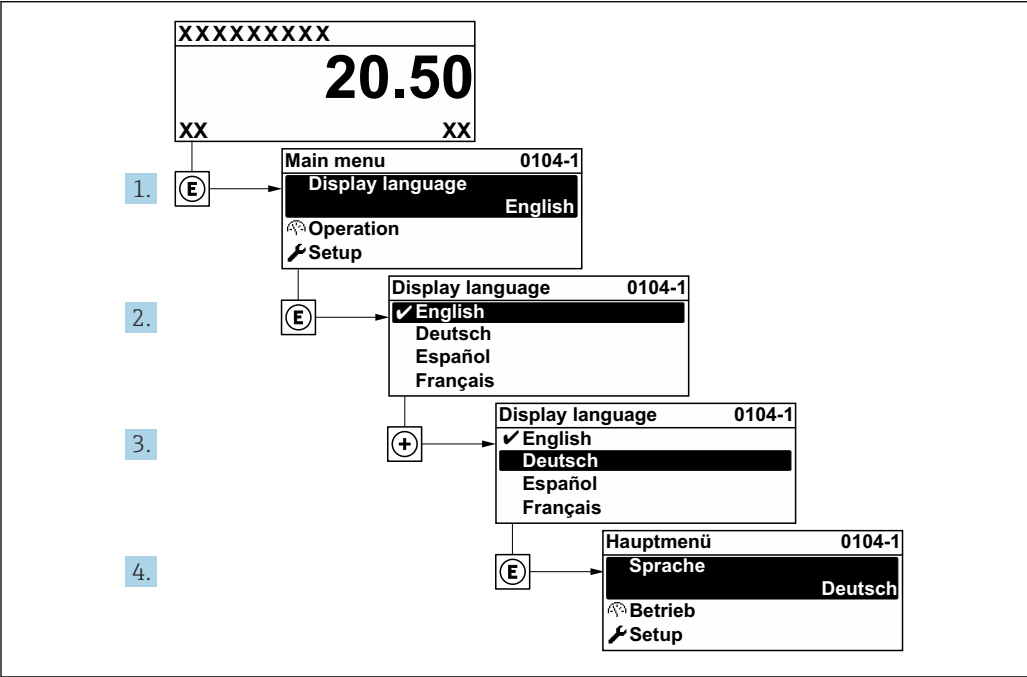 XXXXXXXXX
20.50
XX XX
1. E
Main menu 0104-1
Display language
English
Operation
Setup
2. E
Display language 0104-1
✔ English
Deutsch
Español
Français
3. +
Display language 0104-1
✔ English
Deutsch
Español
Français
4. E
Hauptmenü 0104-1
Sprache
Deutsch
Betrieb
Setup